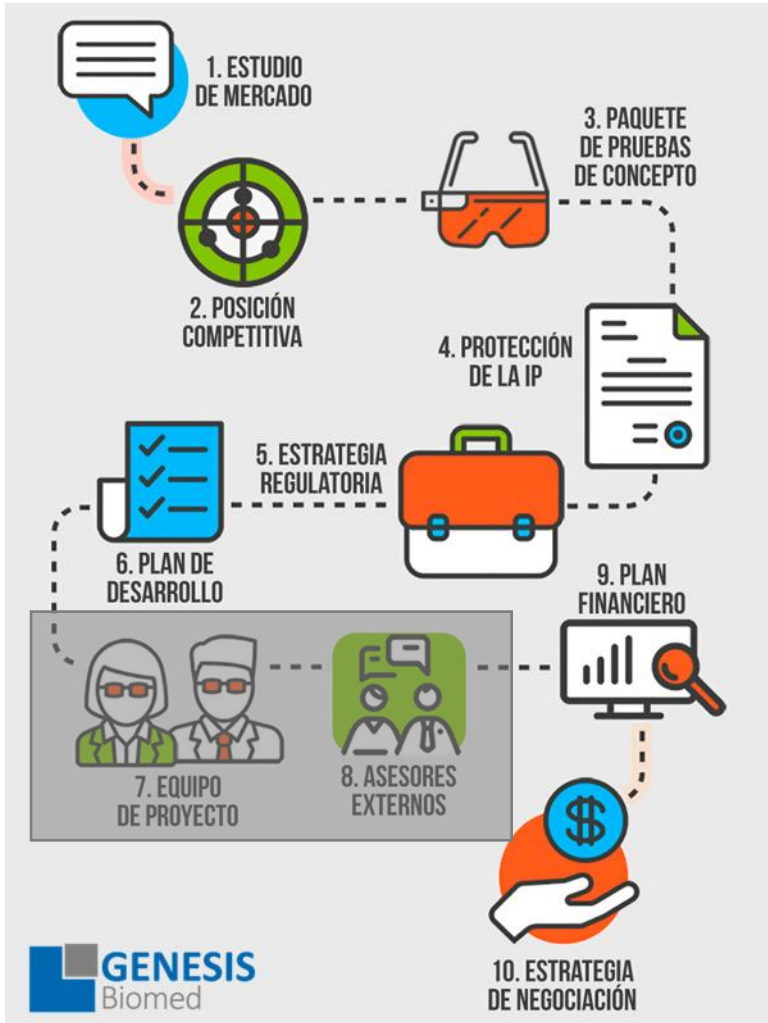 1. ESTUDIO
DE MERCADO
2. POSICIÓN
COMPETITIVA
3. PAQUETE
DE PRUEBAS
DE CONCEPTO
4. PROTECCIÓN
DE LA IP
5. ESTRATEGIA
REGULATORIA
6. PLAN DE
DESARROLLO
7. EQUIPO
DE PROYECTO
8. ASESORES
EXTERNOS
9. PLAN
FINANCIERO
$
10. ESTRATEGIA
DE NEGOCIACIÓN
GENESIS
Biomed